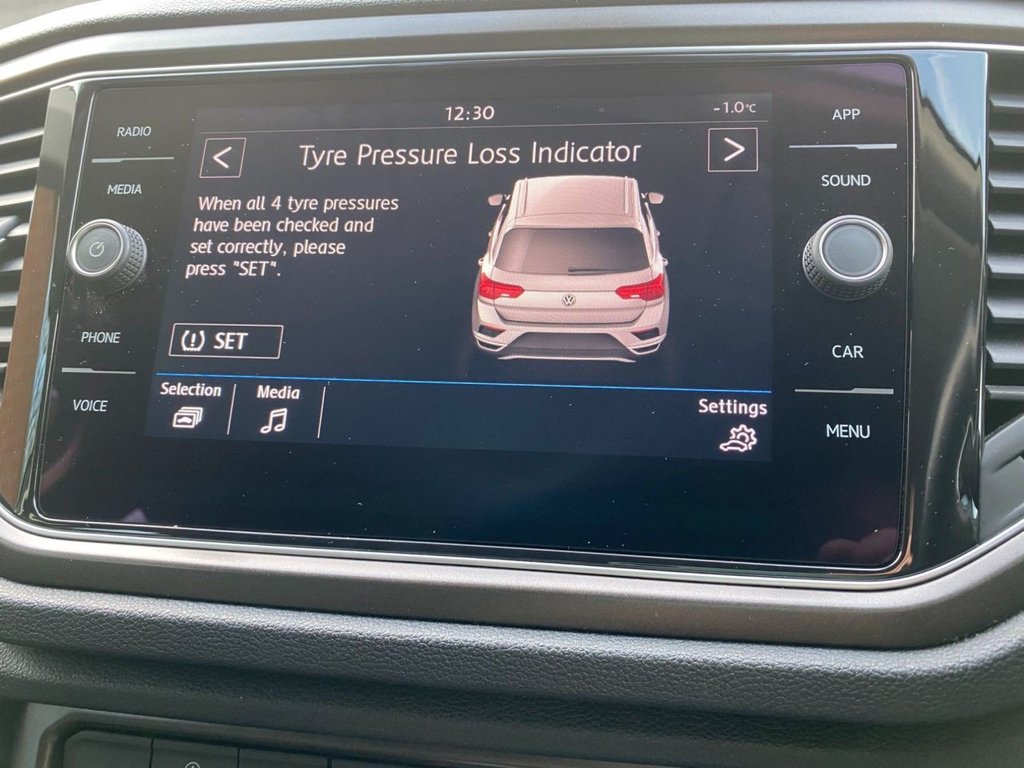 12:30
-1.0°C
RADIO
MEDIA
PHONE
VOICE
<
Tyre Pressure Loss Indicator
>
When all 4 tyre pressures
have been checked and
set correctly, please
press "SET".
(!) SET
Selection
Media
Settings
APP
SOUND
CAR
MENU